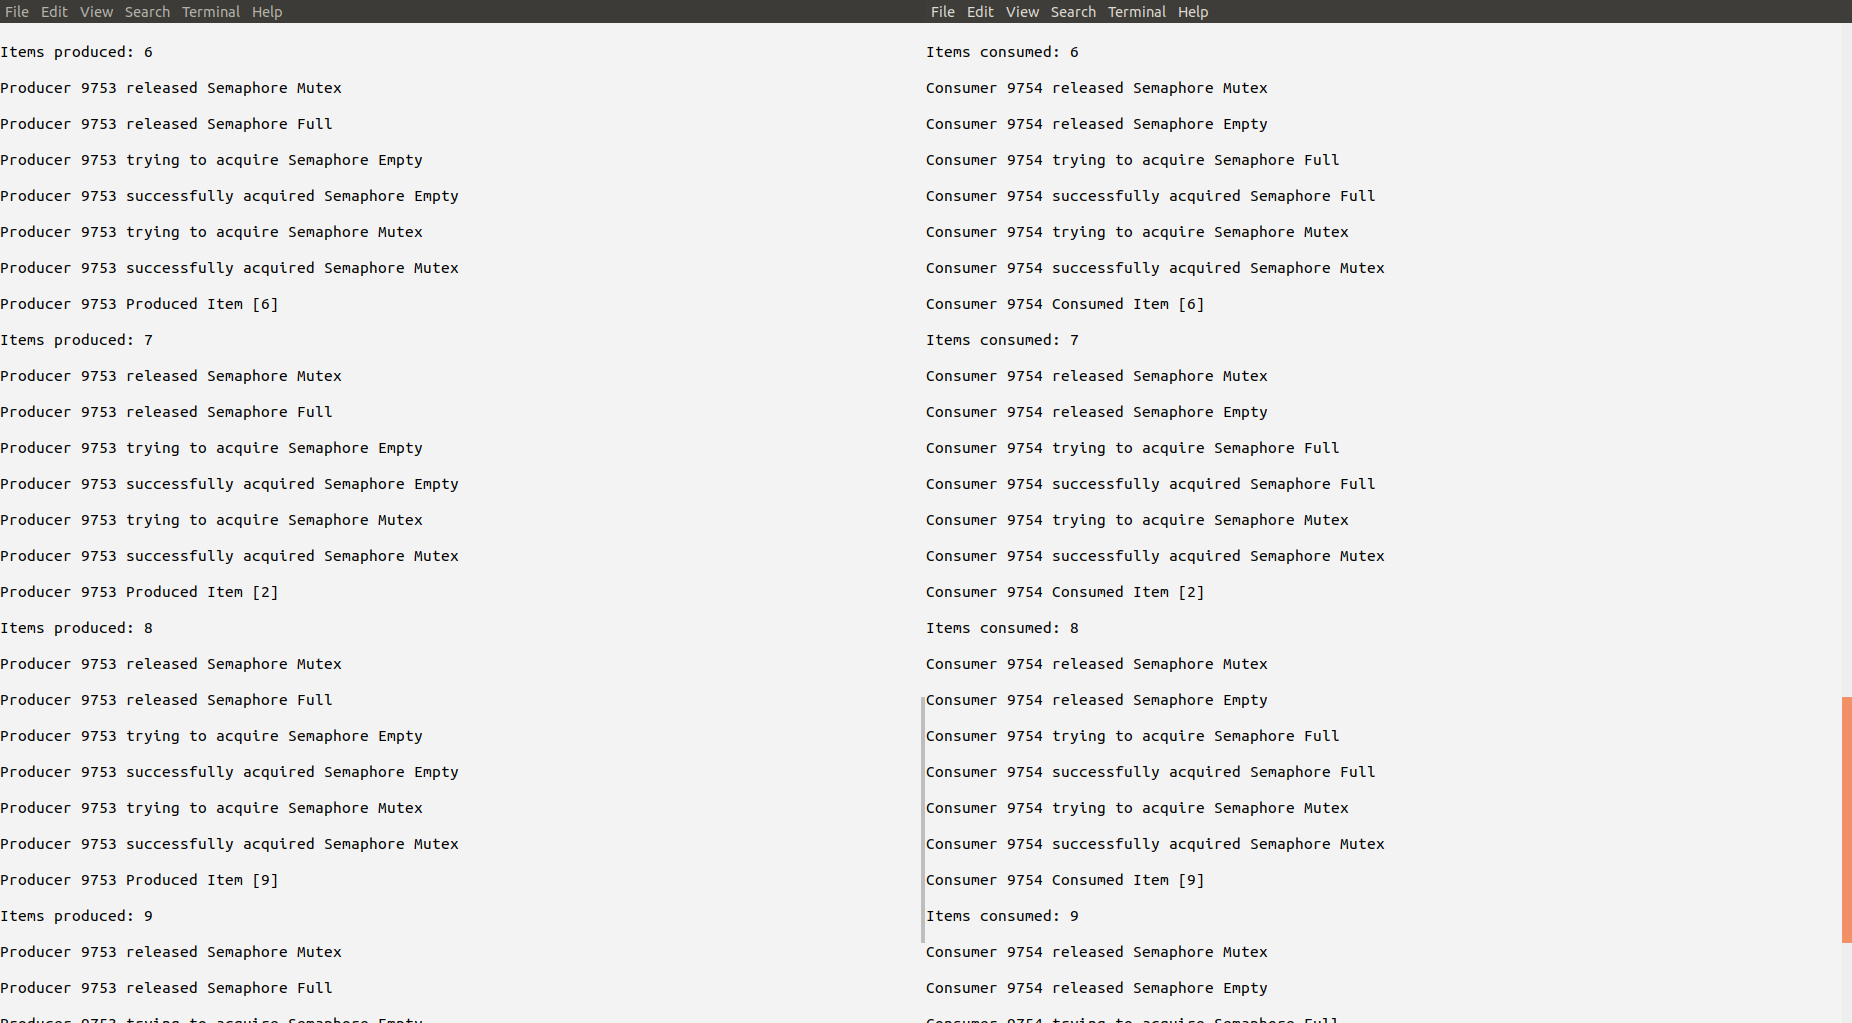 File Edit View Search Terminal Help
Items produced: 6
Producer 9753 released Semaphore Mutex
Producer 9753 released Semaphore Full
Producer 9753 trying to acquire Semaphore Empty
Producer 9753 successfully acquired Semaphore Empty
Producer 9753 trying to acquire Semaphore Mutex
Producer 9753 successfully acquired Semaphore Mutex
Producer 9753 Produced Item [6]
Items produced: 7
Producer 9753 released Semaphore Mutex
Producer 9753 released Semaphore Full
Producer 9753 trying to acquire Semaphore Empty
Producer 9753 successfully acquired Semaphore Empty
Producer 9753 trying to acquire Semaphore Mutex
Producer 9753 successfully acquired Semaphore Mutex
Producer 9753 Produced Item [2]
Items produced: 8
Producer 9753 released Semaphore Mutex
Producer 9753 released Semaphore Full
Producer 9753 trying to acquire Semaphore Empty
Producer 9753 successfully acquired Semaphore Empty
Producer 9753 trying to acquire Semaphore Mutex
Producer 9753 successfully acquired Semaphore Mutex
Producer 9753 Produced Item [9]
Items produced: 9
Producer 9753 released Semaphore Mutex
Producer 9753 released Semaphore Full
Producer 9753 trying to acquire Semaphore Empty
File Edit View Search Terminal Help
Items consumed: 6
Consumer 9754 released Semaphore Mutex
Consumer 9754 released Semaphore Empty
Consumer 9754 trying to acquire Semaphore Full
Consumer 9754 successfully acquired Semaphore Full
Consumer 9754 trying to acquire Semaphore Mutex
Consumer 9754 successfully acquired Semaphore Mutex
Consumer 9754 Consumed Item [6]
Items consumed: 7
Consumer 9754 released Semaphore Mutex
Consumer 9754 released Semaphore Empty
Consumer 9754 trying to acquire Semaphore Full
Consumer 9754 successfully acquired Semaphore Full
Consumer 9754 trying to acquire Semaphore Mutex
Consumer 9754 successfully acquired Semaphore Mutex
Consumer 9754 Consumed Item [2]
Items consumed: 8
Consumer 9754 released Semaphore Mutex
Consumer 9754 released Semaphore Empty
Consumer 9754 trying to acquire Semaphore Full
Consumer 9754 successfully acquired Semaphore Full
Consumer 9754 trying to acquire Semaphore Mutex
Consumer 9754 successfully acquired Semaphore Mutex
Consumer 9754 Consumed Item [9]
Items consumed: 9
Consumer 9754 released Semaphore Mutex
Consumer 9754 released Semaphore Empty
Consumer 9754 trying to acquire Semaphore Full